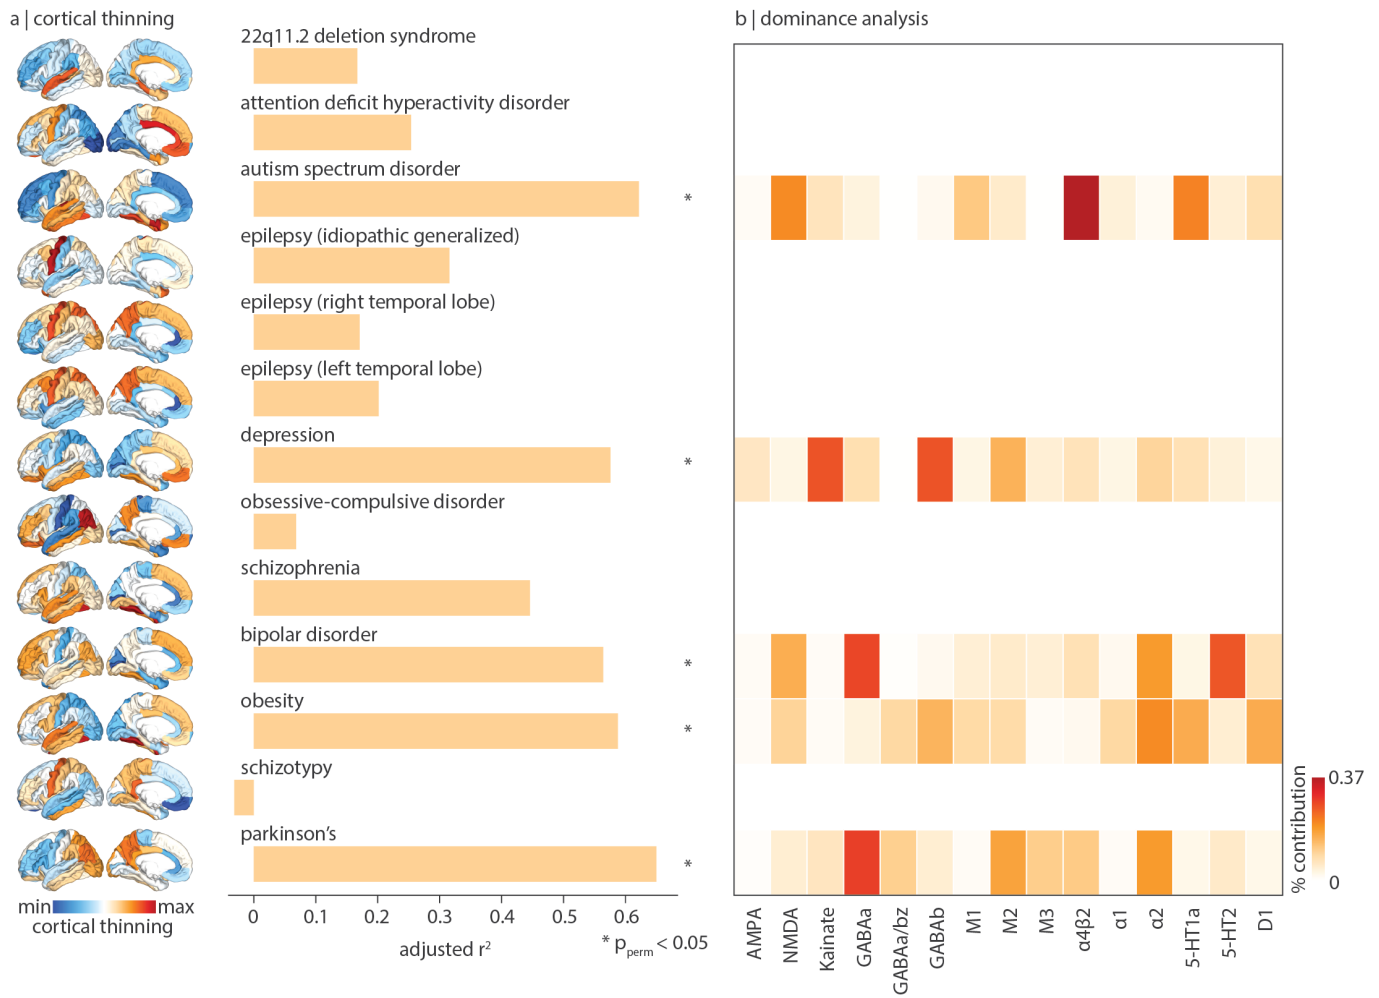 a | cortical thinning
22q11.2 deletion syndrome
attention deficit hyperactivity disorder
autism spectrum disorder
*
epilepsy (idiopathic generalized)
epilepsy (right temporal lobe)
epilepsy (left temporal lobe)
depression
*
obsessive-compulsive disorder
schizophrenia
bipolar disorder
*
obesity
*
schizotypy
parkinson’s
*
min max
cortical thinning
0 0.1 0.2 0.3 0.4 0.5 0.6
adjusted r²
* pperm < 0.05
b | dominance analysis
0.37
% contribution
0
AMPA
NMDA
Kainate
GABAa
GABAa/bz
GABAb
M1
M2
M3
α4β2
α1
α2
5-HT1a
5-HT2
D1